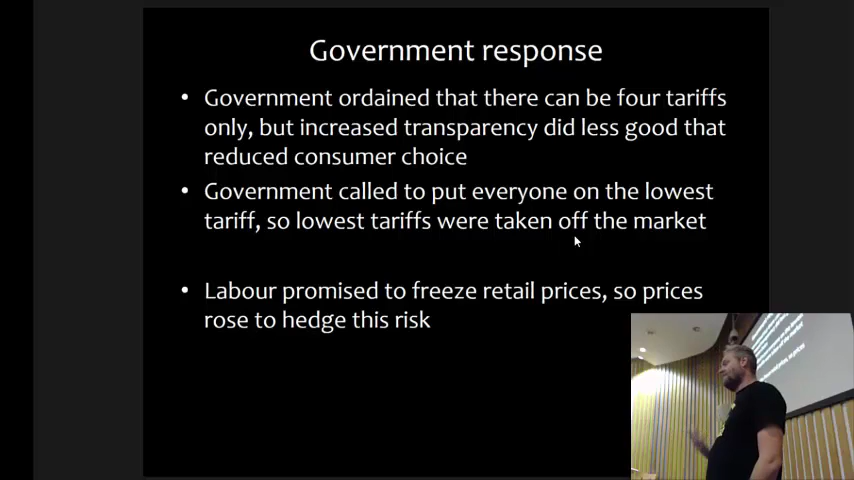 Government response
• Government ordained that there can be four tariffs
only, but increased transparency did less good that
reduced consumer choice
• Government called to put everyone on the lowest
tariff, so lowest tariffs were taken off the market
• Labour promised to freeze retail prices, so prices
rose to hedge this risk